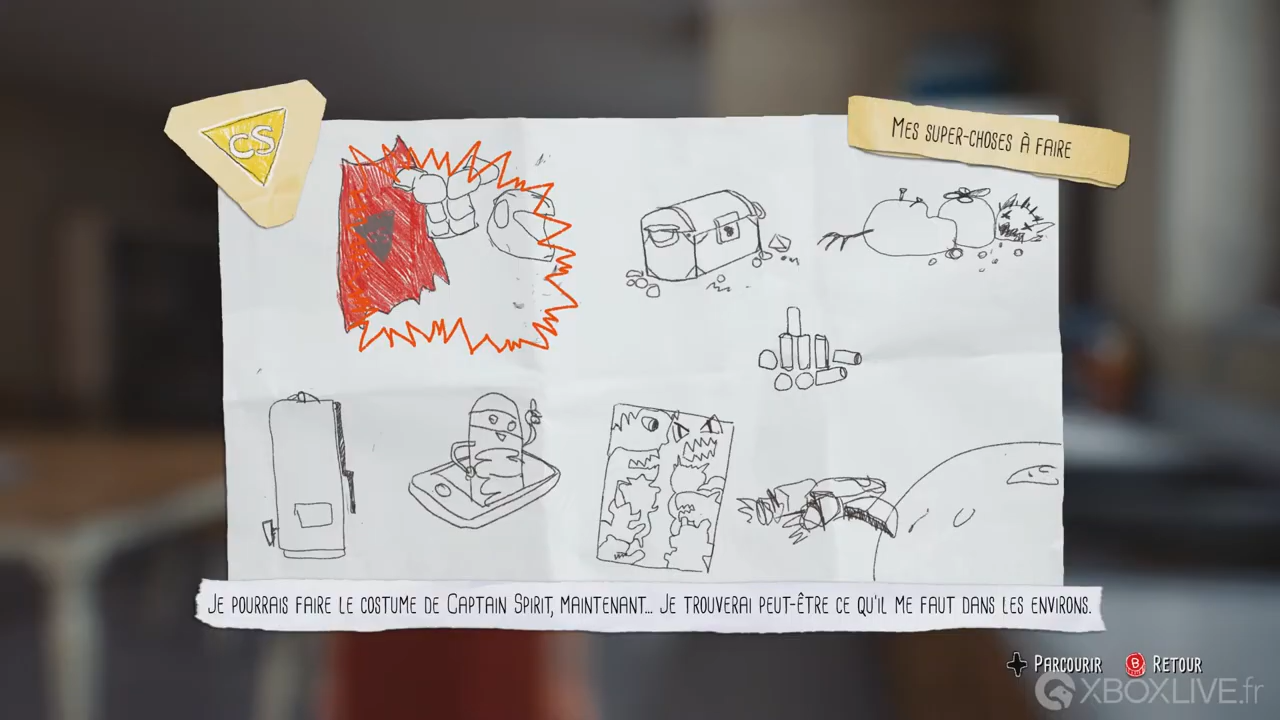 CS
Mes super-choses à faire
Je pourrais faire le costume de Captain Spirit, maintenant... Je trouverai peut-être ce qu'il me faut dans les environs.
Parcourir B Retour
XBOXLIVE.fr